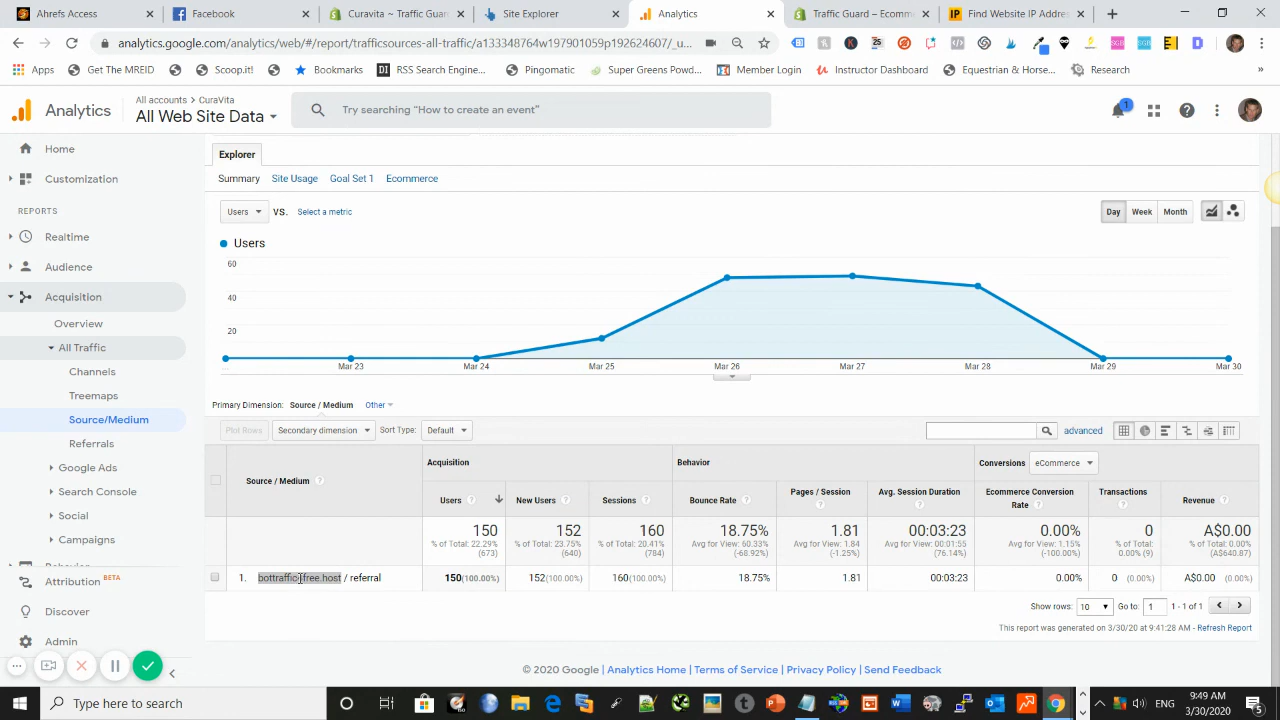 Ahrefs Access
Facebook
Curavita ~ Traffic Guard
Site Explorer
Analytics
Traffic Guard – Ecomm
Find Website IP Addres
analytics.google.com/analytics/web/#/report/trafficsources-all-traffic/a133334876w197901059p192624607/_u...
Apps
Get The MREID
Scoop.it!
Bookmarks
RSS Search Engine...
Pingomatic
Super Greens Powd...
Member Login
Instructor Dashboard
Equestrian & Horse...
Research
»
Analytics
All accounts > CuraVita
All Web Site Data
Try searching “How to create an event”
1
Home
Customization
REPORTS
Realtime
Audience
Acquisition
Overview
All Traffic
Channels
Treemaps
Source/Medium
Referrals
Google Ads
Search Console
Social
Campaigns
Attribution BETA
Discover
Admin
Explorer
Summary Site Usage Goal Set 1 Ecommerce
Users VS. Select a metric
Day Week Month
Users
60
40
20
... Mar 23 Mar 24 Mar 25 Mar 26 Mar 27 Mar 28 Mar 29 Mar 30
Primary Dimension: Source / Medium Other
Plot Rows Secondary dimension Sort Type: Default advanced
Source / Medium
Acquisition Behavior Conversions eCommerce
Users New Users Sessions Bounce Rate Pages / Session Avg. Session Duration Ecommerce Conversion Rate Transactions Revenue
150 152 160 18.75% 1.81 00:03:23 0.00% 0 A$0.00
% of Total: 22.29% % of Total: 23.75% % of Total: 20.41% Avg for View: 60.33% Avg for View: 1.84 Avg for View: 00:01:55 Avg for View: 1.15% % of Total: 0.00% % of Total: 0.00%
(673) (640) (784) (-68.92%) (-1.25%) (76.14%) (-100.00%) (9) (A$640.87)
1. bottraffic.free.host / referral 150(100.00%) 152(100.00%) 160(100.00%) 18.75% 1.81 00:03:23 0.00% 0 (0.00%) A$0.00 (0.00%)
Show rows: 10 Go to: 1 1 - 1 of 1
This report was generated on 3/30/20 at 9:41:28 AM - Refresh Report
© 2020 Google | Analytics Home | Terms of Service | Privacy Policy | Send Feedback
Type here to search
ENG
9:49 AM
3/30/2020
5